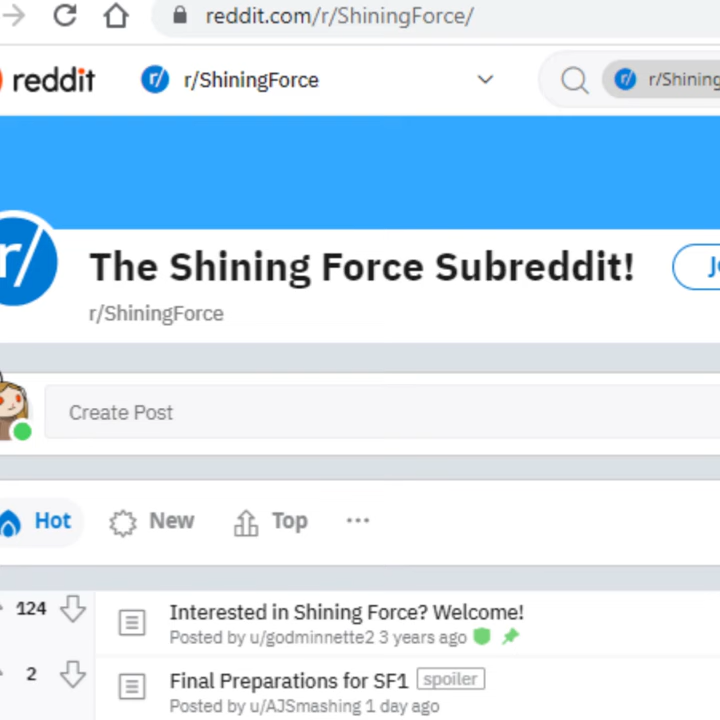 reddit.com/r/ShiningForce/
reddit r/ r/ShiningForce r/ r/Shining
r/ The Shining Force Subreddit! JO
r/ShiningForce
Create Post
Hot New Top ...
124 Interested in Shining Force? Welcome!
Posted by u/godminnette2 3 years ago
2 Final Preparations for SF1 spoiler
Posted by u/AJSmashing 1 day ago